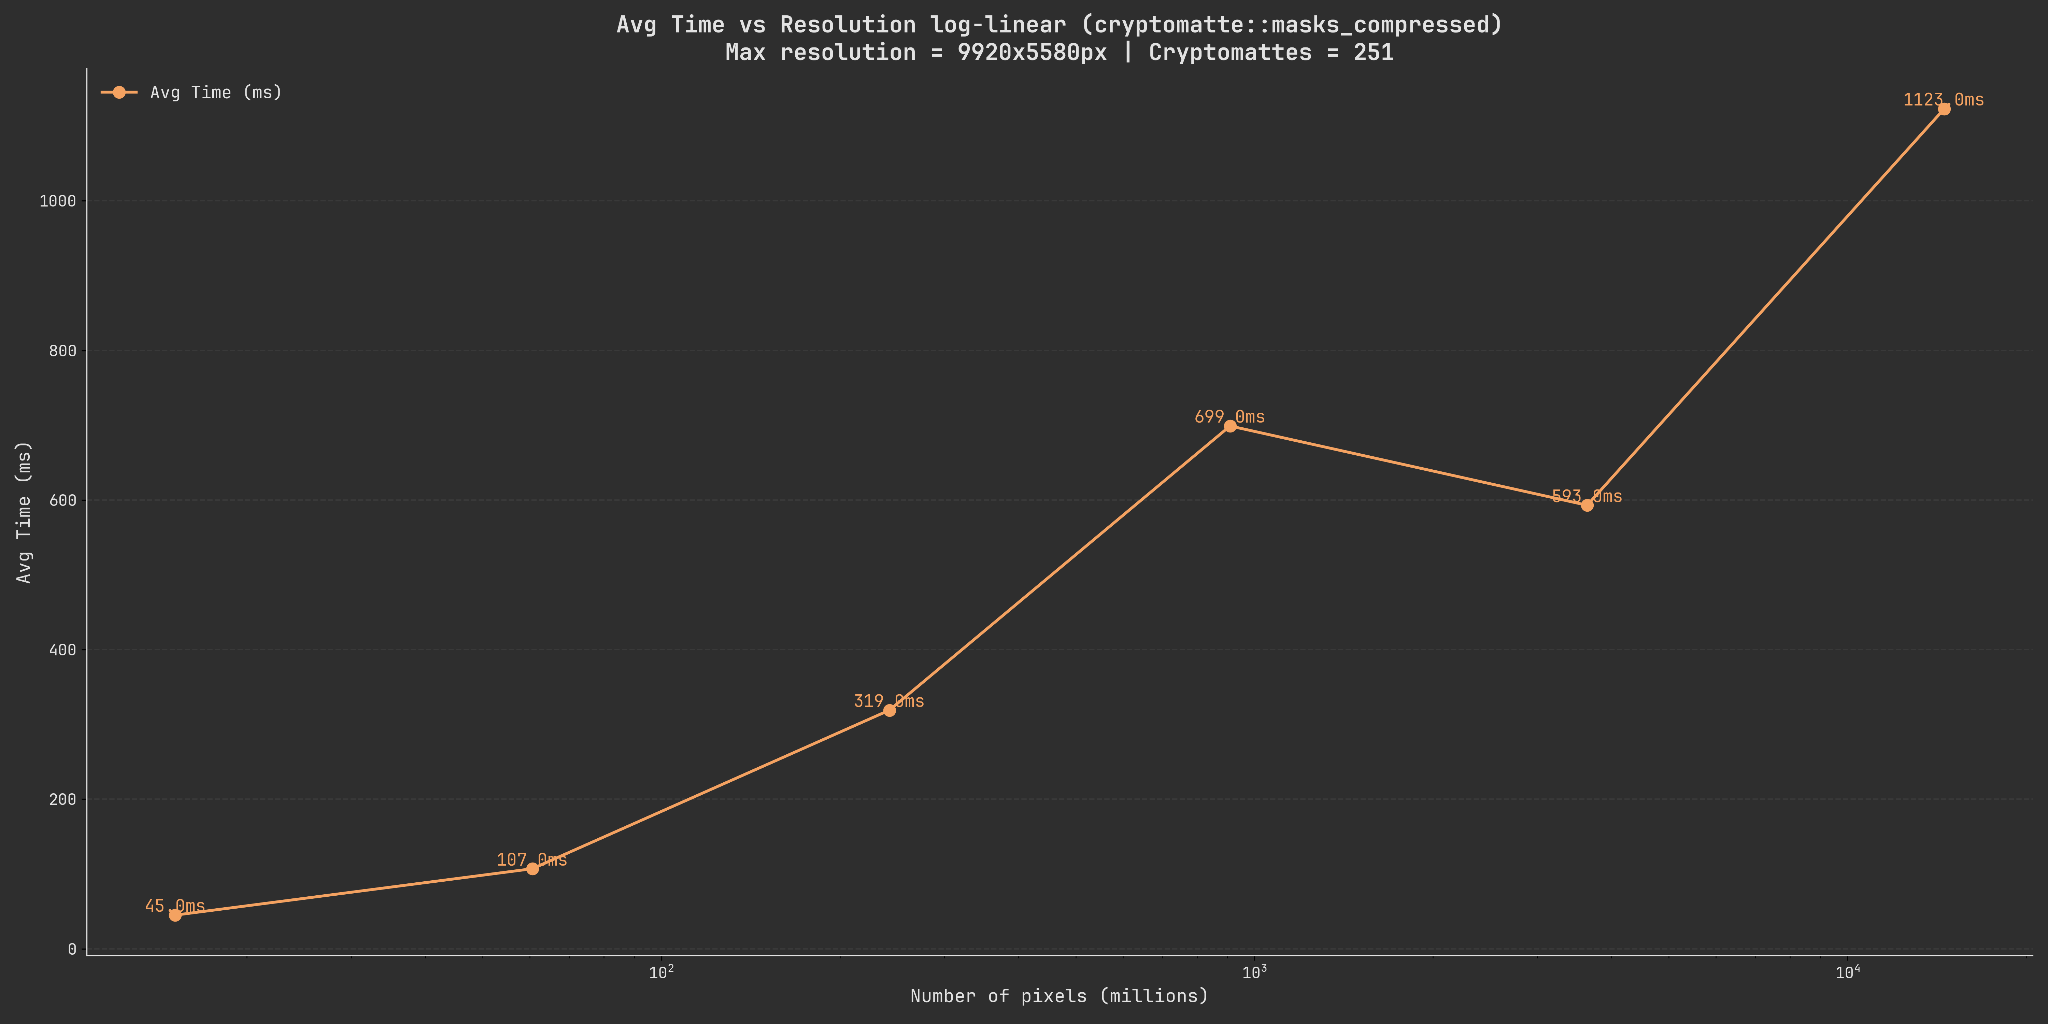 Avg Time vs Resolution log-linear (cryptomatte::masks_compressed)
Max resolution = 9920x5580px | Cryptomattes = 251
Avg Time (ms)
1123.0ms
1000
800
699.0ms
600
593.0ms
Avg Time (ms)
400
319.0ms
200
107.0ms
45.0ms
0
10²
10³
10⁴
Number of pixels (millions)